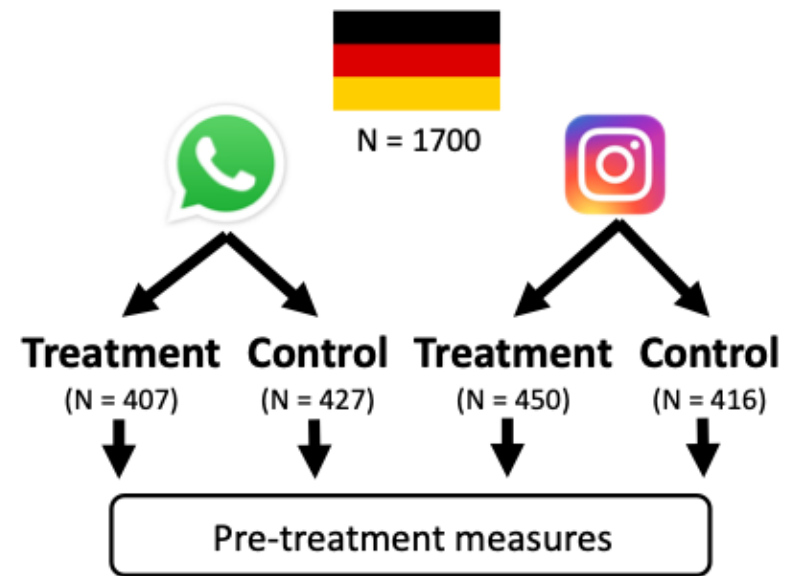 N = 1700
Treatment Control Treatment Control
(N = 407) (N = 427) (N = 450) (N = 416)
Pre-treatment measures